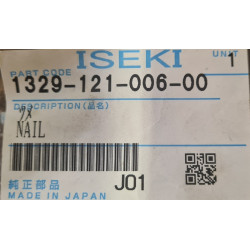 ISEKI
PART CODE
UNIT
1329-121-006-00
1
DESCRIPTION(品名)
ツメ
NAIL
純正部品
MADE IN JAPAN
J01